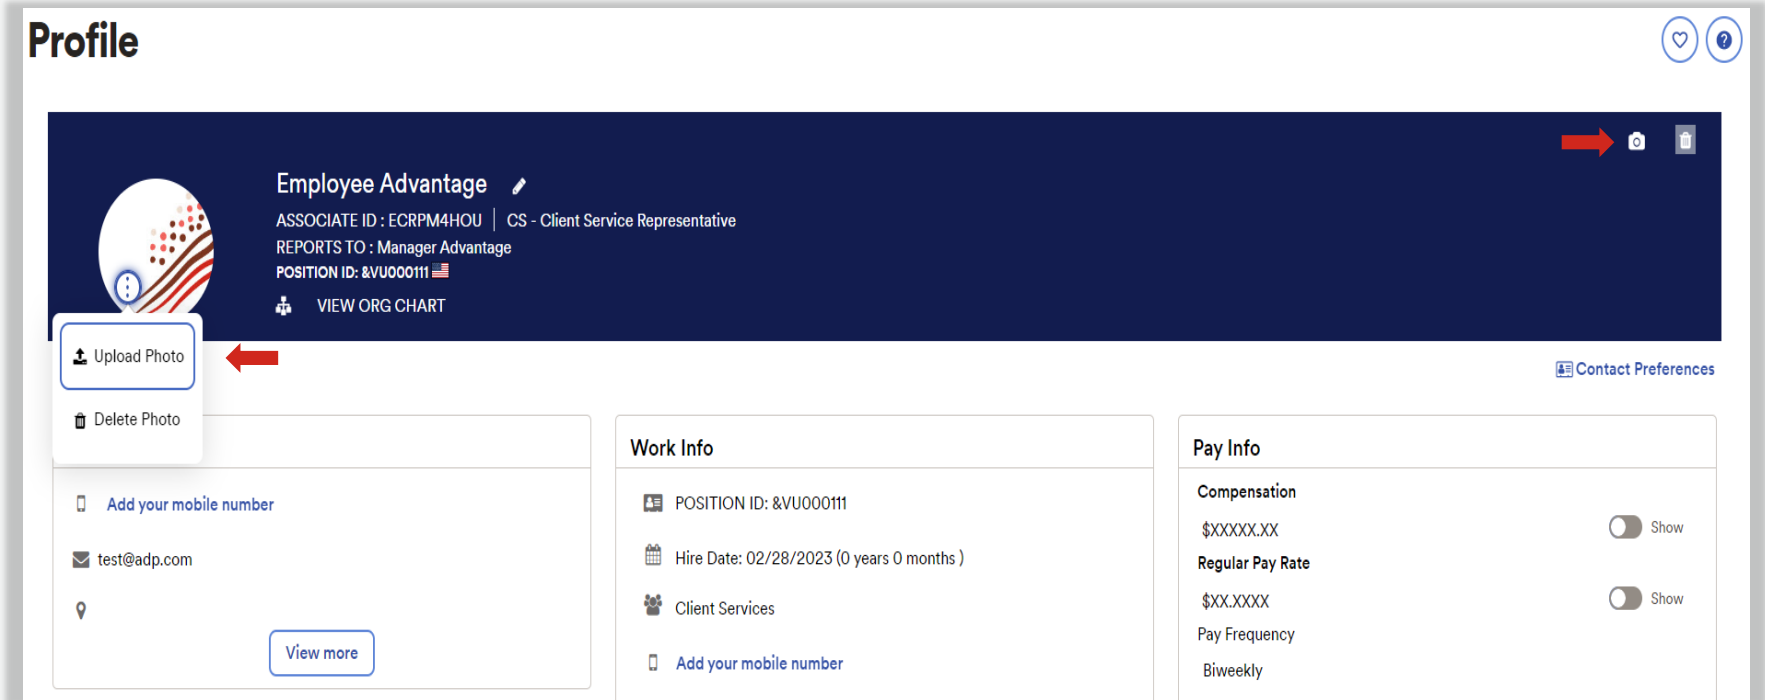 Profile
Employee Advantage
ASSOCIATE ID : ECRPM4HOU | CS - Client Service Representative
REPORTS TO : Manager Advantage
POSITION ID: &VU000111
VIEW ORG CHART
Upload Photo
Delete Photo
Contact Preferences
Add your mobile number
test@adp.com
View more
Work Info
POSITION ID: &VU000111
Hire Date: 02/28/2023 (0 years 0 months )
Client Services
Add your mobile number
Pay Info
Compensation
$XXXXX.XX
Show
Regular Pay Rate
$XX.XXXX
Show
Pay Frequency
Biweekly